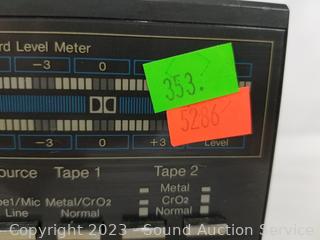 rd Level Meter
-3 0
353.
5286
-3 0 +3 Level
ource Tape 1 Tape 2
Metal
pe1/Mic Metal/CrO2 CrO2
Line Normal Normal
Copyright 2023 - Sound Auction Service